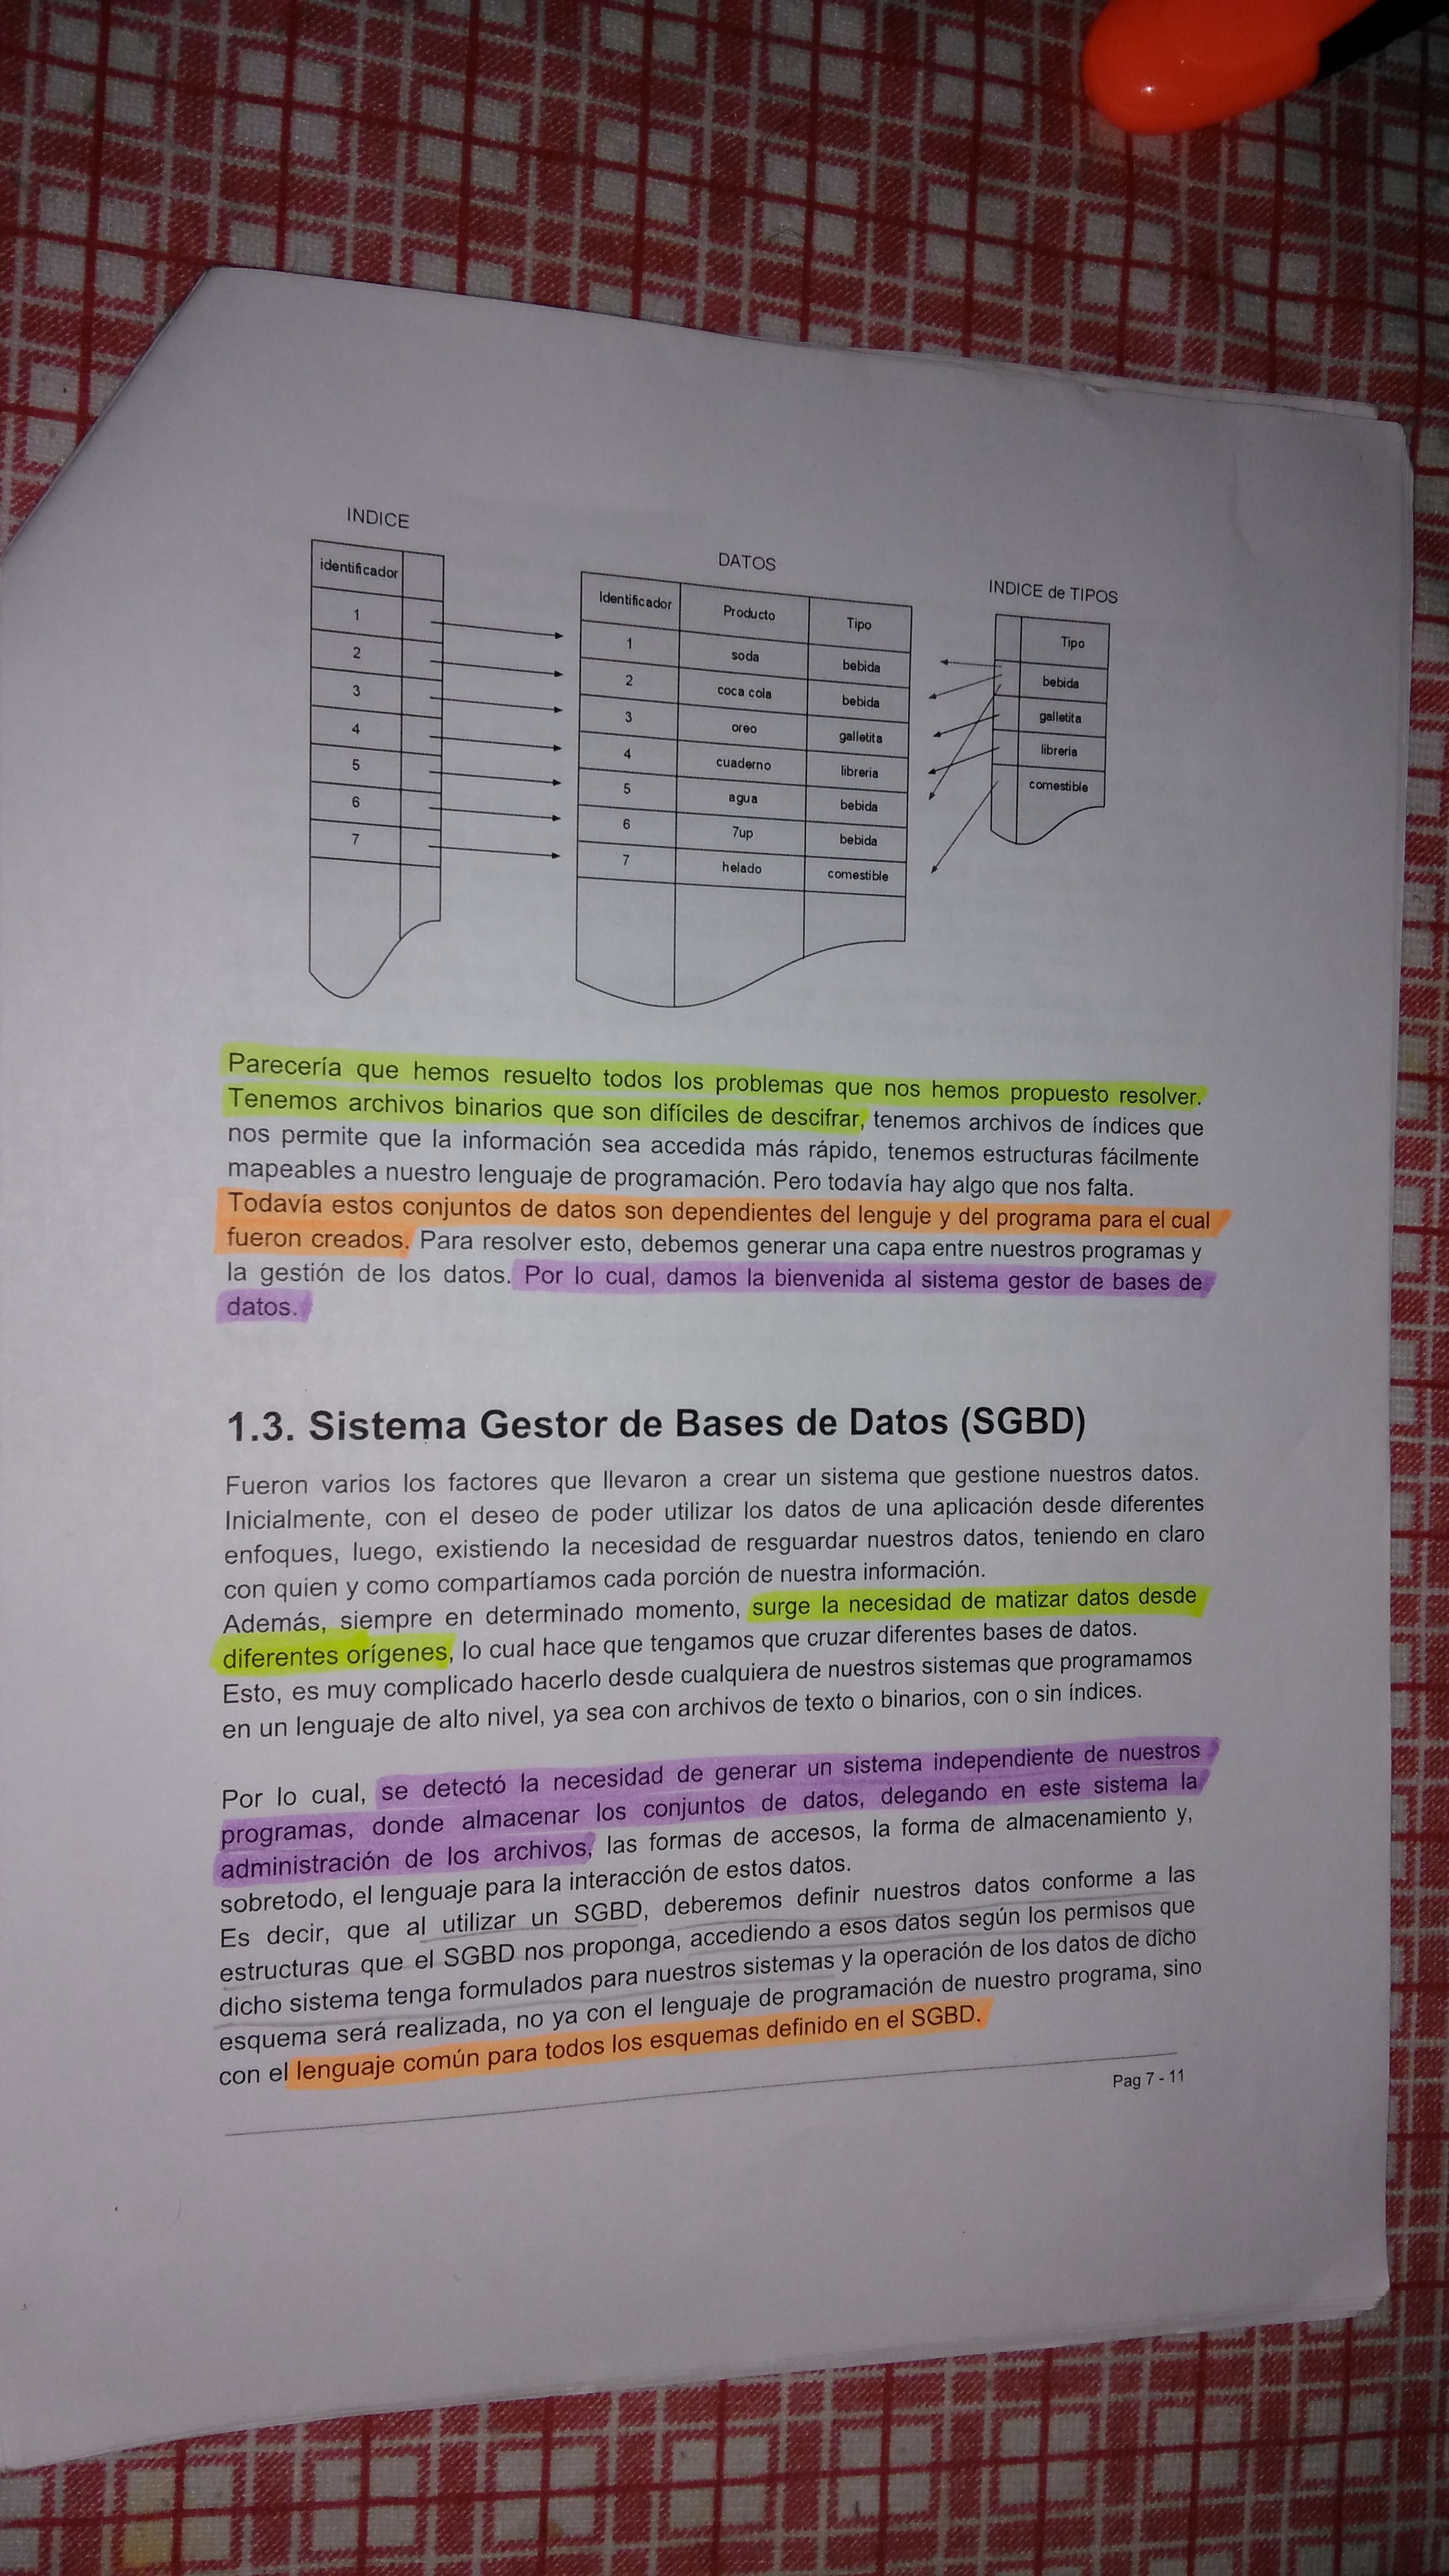 INDICE
identificador
1
2
3
4
5
6
7
DATOS
Identificador Producto Tipo
1 soda bebida
2 coca cola bebida
3 oreo galletita
4 cuaderno libreria
5 agua bebida
6 7up bebida
7 helado comestible
INDICE de TIPOS
Tipo
bebida
galletita
libreria
comestible
Parecería que hemos resuelto todos los problemas que nos hemos propuesto resolver.
Tenemos archivos binarios que son difíciles de descifrar, tenemos archivos de índices que
nos permite que la información sea accedida más rápido, tenemos estructuras fácilmente
mapeables a nuestro lenguaje de programación. Pero todavía hay algo que nos falta.
Todavía estos conjuntos de datos son dependientes del lenguje y del programa para el cual
fueron creados. Para resolver esto, debemos generar una capa entre nuestros programas y
la gestión de los datos. Por lo cual, damos la bienvenida al sistema gestor de bases de
datos.
1.3. Sistema Gestor de Bases de Datos (SGBD)
Fueron varios los factores que llevaron a crear un sistema que gestione nuestros datos.
Inicialmente, con el deseo de poder utilizar los datos de una aplicación desde diferentes
enfoques, luego, existiendo la necesidad de resguardar nuestros datos, teniendo en claro
con quien y como compartíamos cada porción de nuestra información.
Además, siempre en determinado momento, surge la necesidad de matizar datos desde
diferentes orígenes, lo cual hace que tengamos que cruzar diferentes bases de datos.
Esto, es muy complicado hacerlo desde cualquiera de nuestros sistemas que programamos
en un lenguaje de alto nivel, ya sea con archivos de texto o binarios, con o sin índices.
Por lo cual, se detectó la necesidad de generar un sistema independiente de nuestros
programas, donde almacenar los conjuntos de datos, delegando en este sistema la
administración de los archivos, las formas de accesos, la forma de almacenamiento y,
sobretodo, el lenguaje para la interacción de estos datos.
Es decir, que al utilizar un SGBD, deberemos definir nuestros datos conforme a las
estructuras que el SGBD nos proponga, accediendo a esos datos según los permisos que
dicho sistema tenga formulados para nuestros sistemas y la operación de los datos de dicho
esquema será realizada, no ya con el lenguaje de programación de nuestro programa, sino
con el lenguaje común para todos los esquemas definido en el SGBD.
Pag 7 - 11